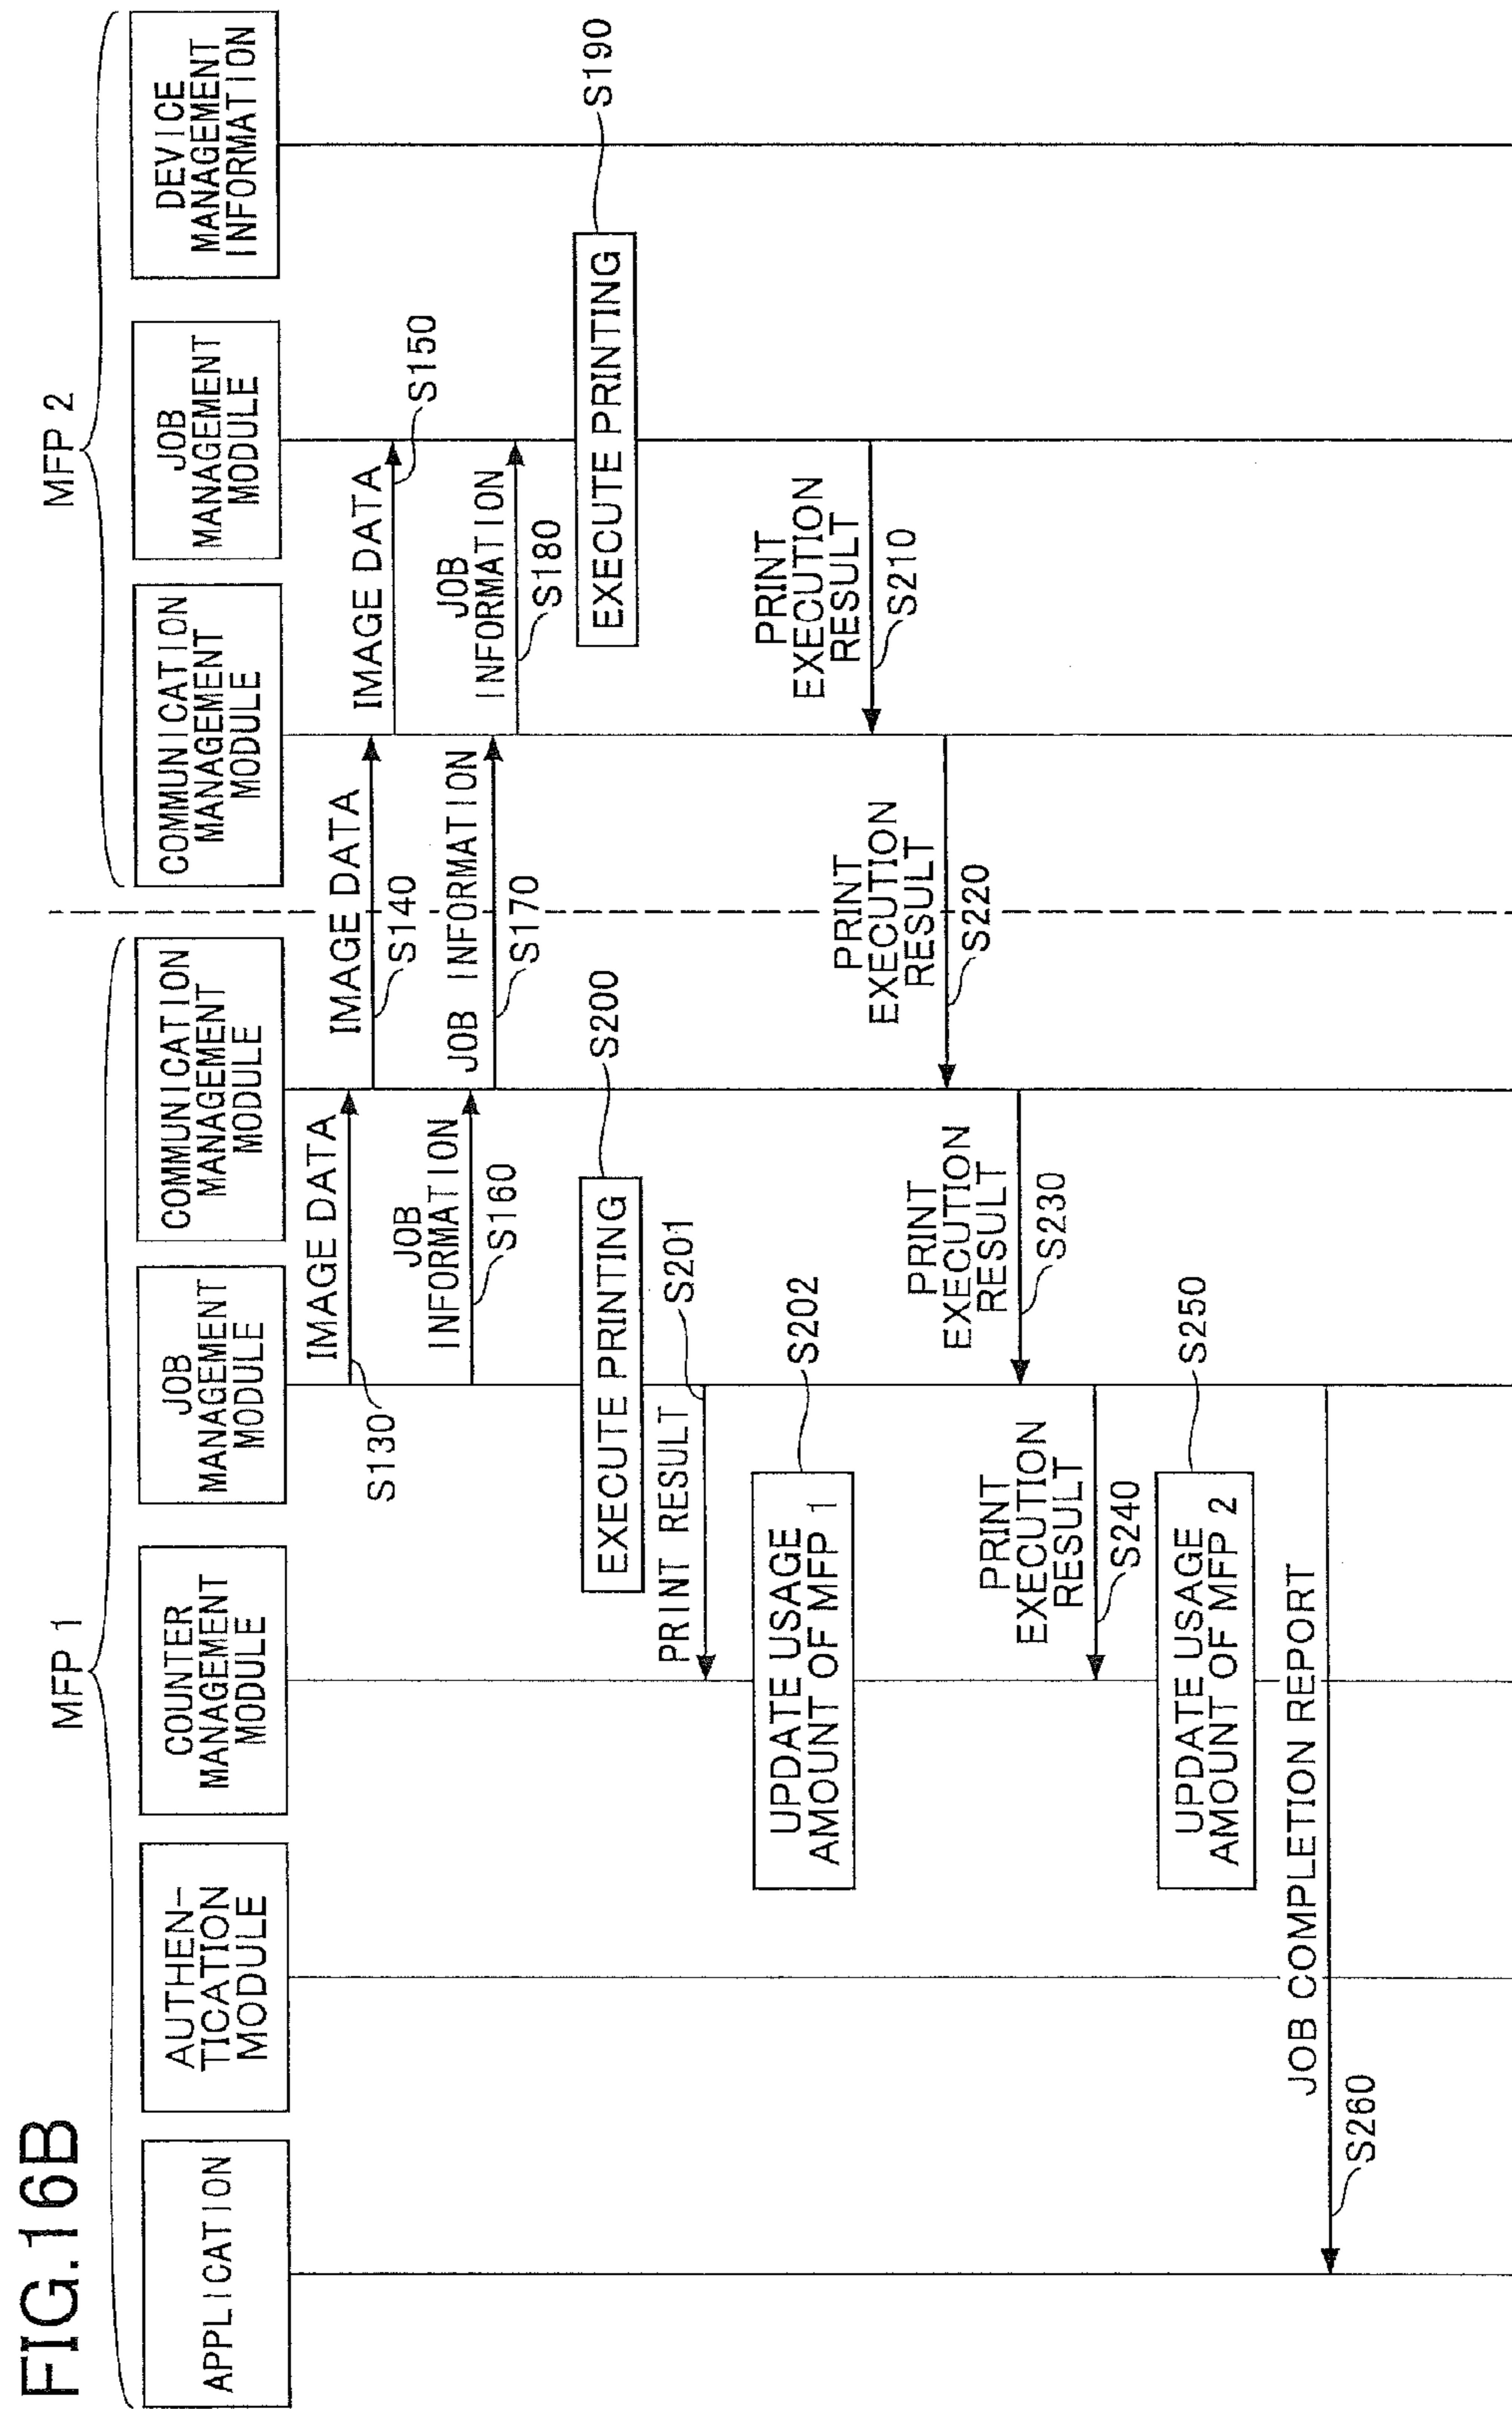 FIG.16B
MFP 1
MFP 2
APPLICATION
AUTHEN-
TICATION
MODULE
COUNTER
MANAGEMENT
MODULE
JOB
MANAGEMENT
MODULE
COMMUNICATION
MANAGEMENT
MODULE
COMMUNICATION
MANAGEMENT
MODULE
JOB
MANAGEMENT
MODULE
DEVICE
MANAGEMENT
INFORMATION
IMAGE DATA
S130
IMAGE DATA
S140
IMAGE DATA
S150
JOB
INFORMATION
S160
JOB INFORMATION
S170
JOB
INFORMATION
S180
EXECUTE PRINTING
S190
EXECUTE PRINTING
S200
PRINT RESULT
S201
UPDATE USAGE
AMOUNT OF MFP 1
S202
PRINT
EXECUTION
RESULT
S210
PRINT
EXECUTION
RESULT
S220
PRINT
EXECUTION
RESULT
S230
PRINT
EXECUTION
RESULT
S240
UPDATE USAGE
AMOUNT OF MFP 2
S250
JOB COMPLETION REPORT
S260